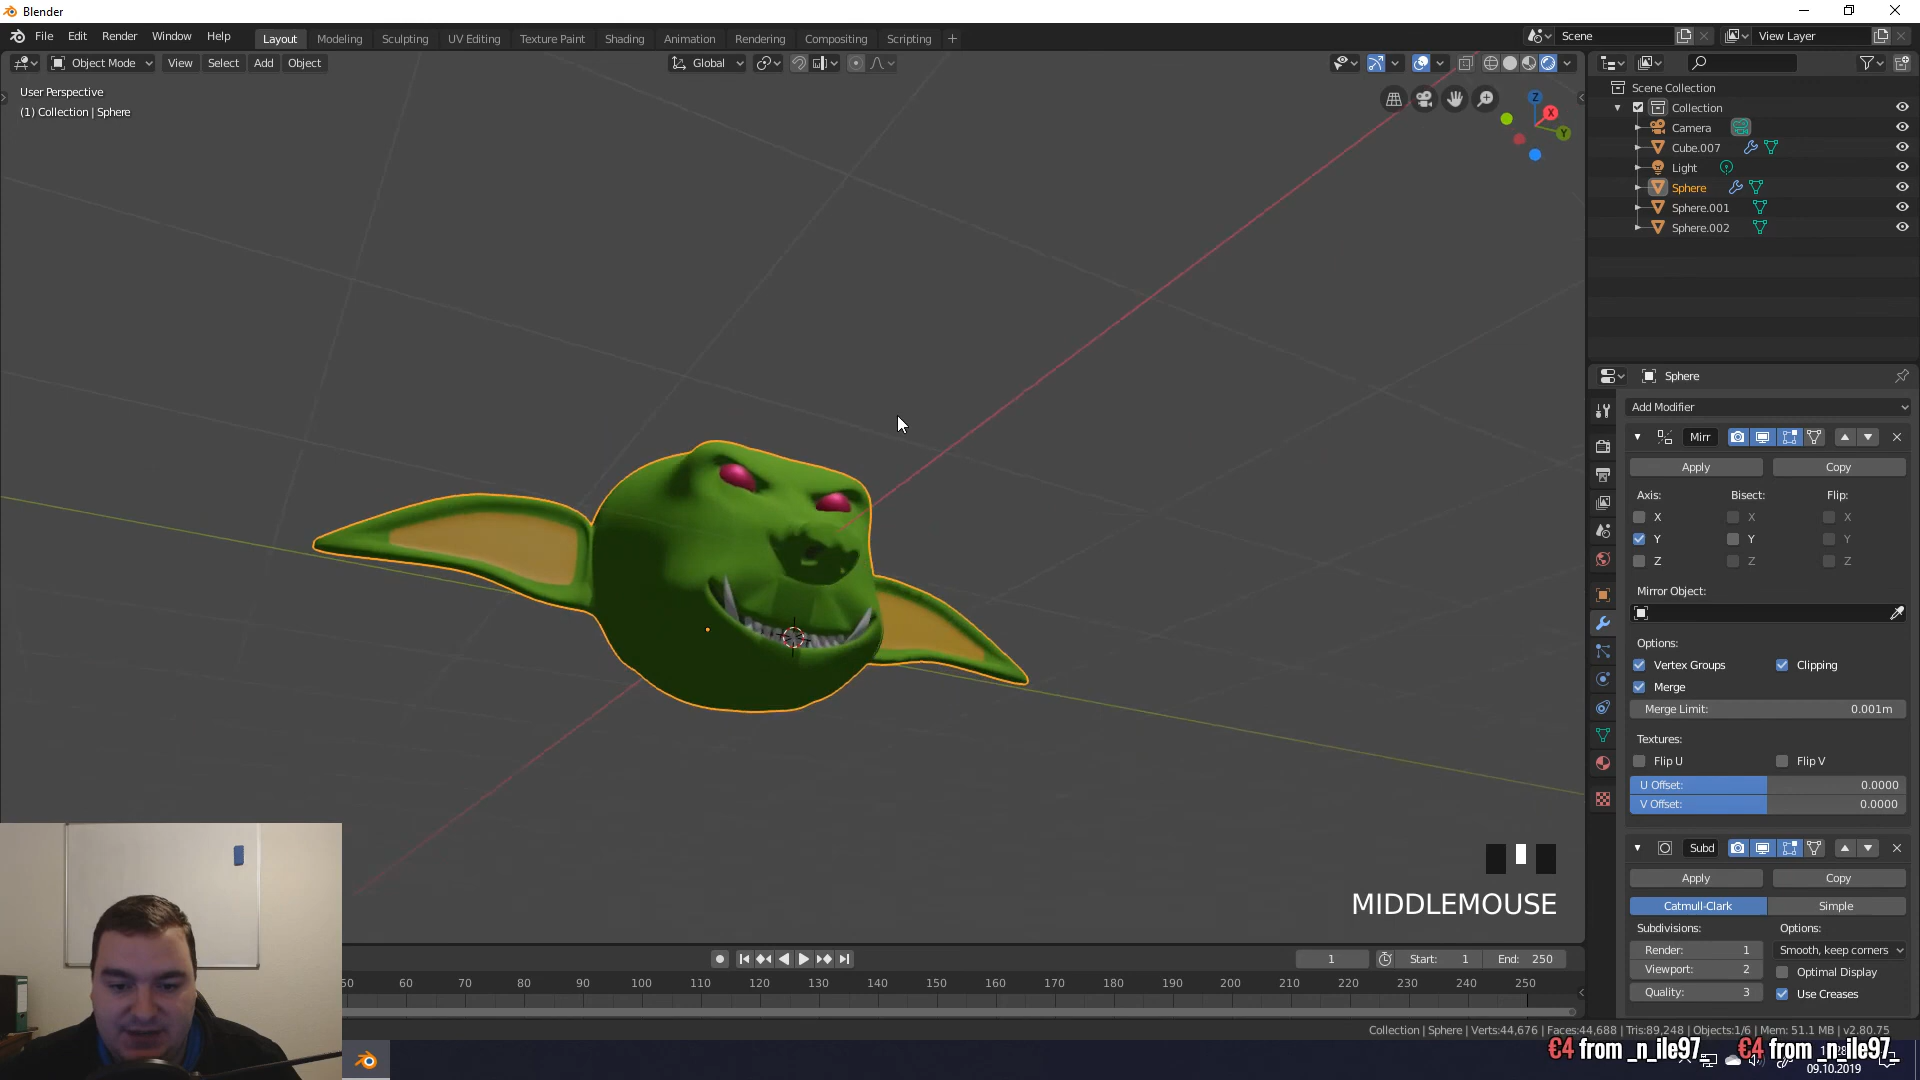 Blender
File Edit Render Window Help
Layout Modeling Sculpting UV Editing Texture Paint Shading Animation Rendering Compositing Scripting
Scene
View Layer
Object Mode View Select Add Object
Global
User Perspective
(1) Collection | Sphere
Z
X
Y
Scene Collection
Collection
Camera
Cube.007
Light
Sphere
Sphere.001
Sphere.002
Sphere
Add Modifier
Mirr
Apply Copy
Axis: Bisect: Flip:
X X X
Y Y Y
Z Z Z
Mirror Object:
Options:
Vertex Groups Clipping
Merge
Merge Limit: 0.001m
Textures:
Flip U Flip V
U Offset: 0.0000
V Offset: 0.0000
Subd
Apply Copy
Catmull-Clark Simple
Subdivisions: Options:
Render: 1 Smooth, keep corners
Viewport: 2 Optimal Display
Quality: 3 Use Creases
MIDDLEMOUSE
1 Start: 1 End: 250
50 60 70 80 90 100 110 120 130 140 150 160 170 180 190 200 210 220 230 240 250
Collection | Sphere | Verts:44,676 | Faces:44,688 | Tris:89,248 | Objects:1/6 | Mem: 51.1 MB | v2.80.75
€4 from _n_ile97_ €4 from _n_ile97_
09.10.2019